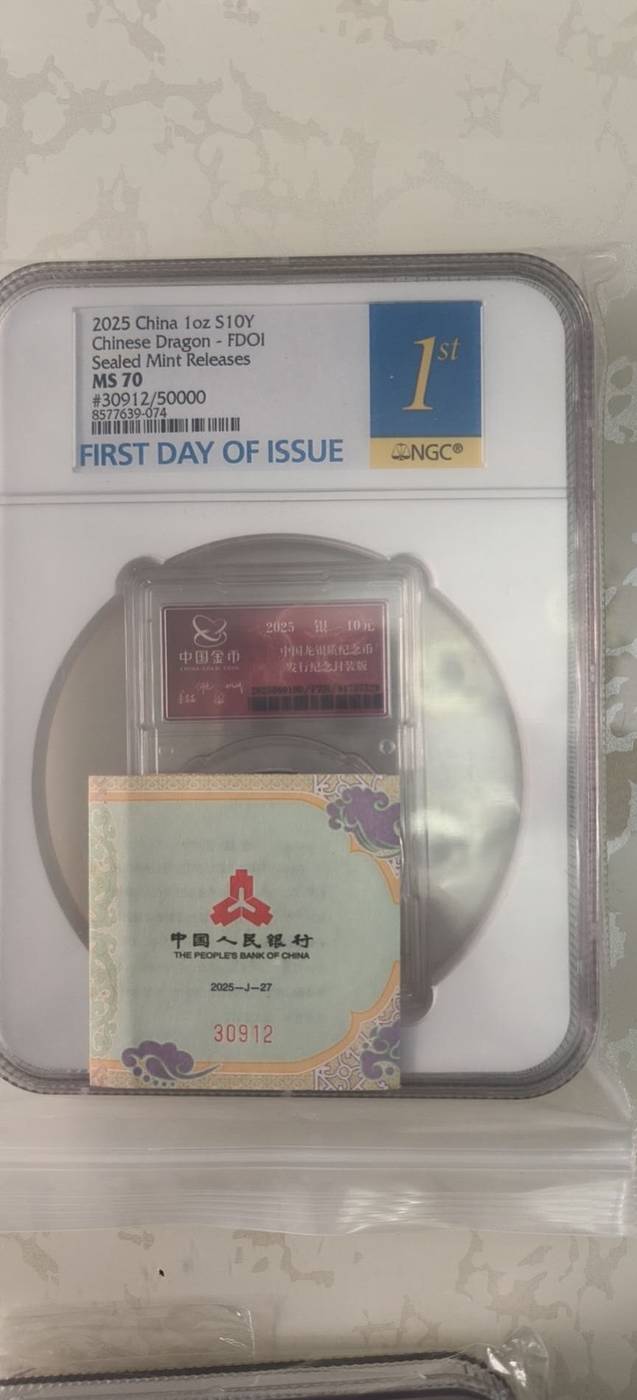 2025 China 1oz S10Y
Chinese Dragon - FDOI
Sealed Mint Releases
MS 70
#30912/50000
8577639-074
FIRST DAY OF ISSUE
1st
NGC®
中国金币
2025 银 10元
中国龙银质纪念币
发行纪念封装版
中国人民银行
THE PEOPLE'S BANK OF CHINA
2025—J—27
30912